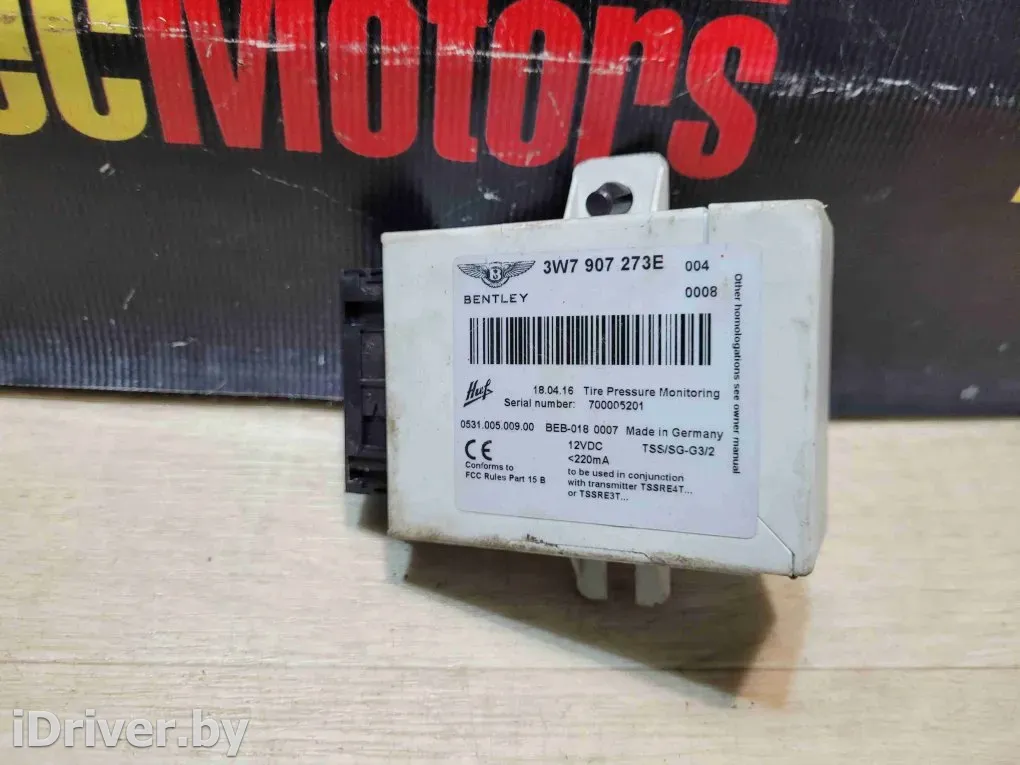 Motors
3W7 907 273E 004
BENTLEY 0008
Huf 18.04.16 Tire Pressure Monitoring
Serial number: 700005201
0531.005.009.00 BEB-018 0007 Made in Germany
CE 12VDC TSS/SG-G3/2
<220mA
Conforms to
FCC Rules Part 15 B
to be used in conjunction
with transmitter TSSRE4T...
or TSSRE3T...
Other homologations see owner manual
iDriver.by